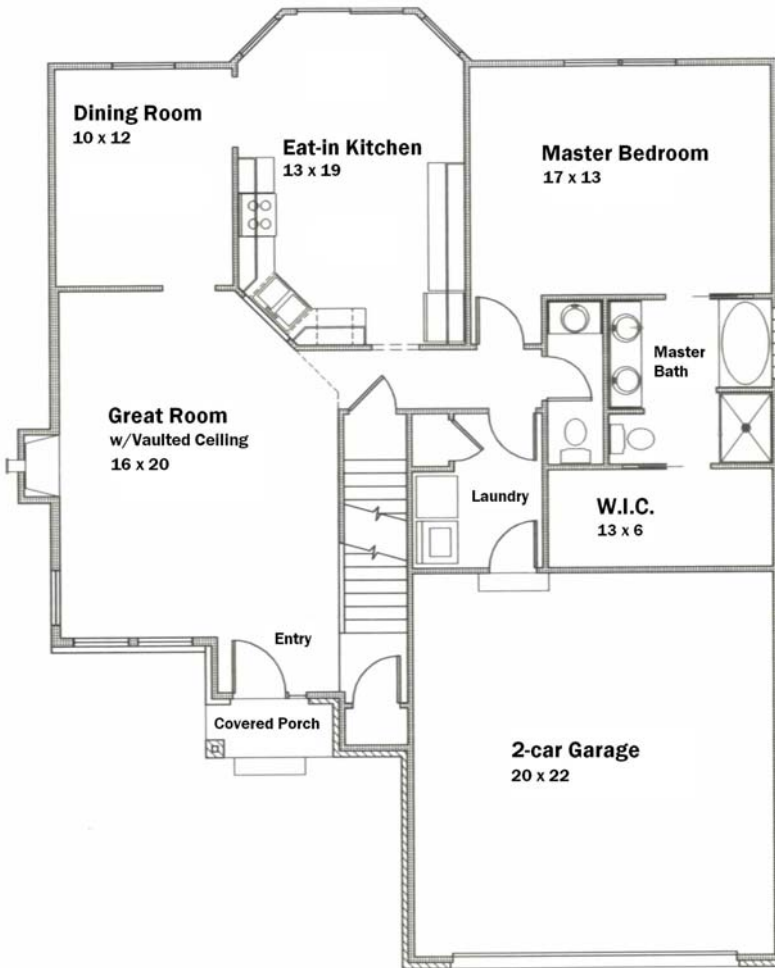 Dining Room
10 x 12
Eat-in Kitchen
13 x 19
Master Bedroom
17 x 13
Master
Bath
Great Room
w/Vaulted Ceiling
16 x 20
Laundry
W.I.C.
13 x 6
Entry
Covered Porch
2-car Garage
20 x 22